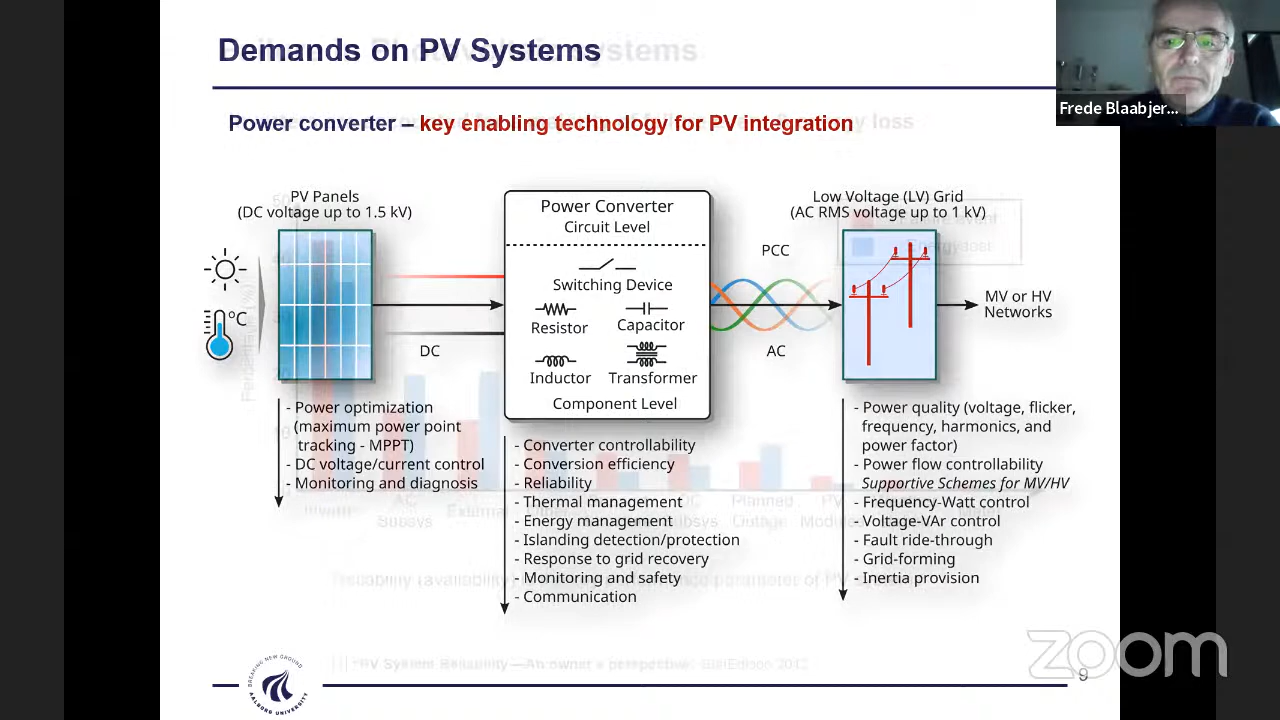 Demands on PV Systems
Frede Blaabjer...
Power converter – key enabling technology for PV integration
PV Panels
(DC voltage up to 1.5 kV)
°C
DC
Power Converter
Circuit Level
Switching Device
Resistor
Capacitor
Inductor
Transformer
Component Level
PCC
AC
Low Voltage (LV) Grid
(AC RMS voltage up to 1 kV)
MV or HV
Networks
- Power optimization
(maximum power point
tracking - MPPT)
- DC voltage/current control
- Monitoring and diagnosis
- Converter controllability
- Conversion efficiency
- Reliability
- Thermal management
- Energy management
- Islanding detection/protection
- Response to grid recovery
- Monitoring and safety
- Communication
- Power quality (voltage, flicker,
frequency, harmonics, and
power factor)
- Power flow controllability
Supportive Schemes for MV/HV
- Frequency-Watt control
- Voltage-VAr control
- Fault ride-through
- Grid-forming
- Inertia provision
BREAKING NEW GROUND
AALBORG UNIVERSITY
zoom
9